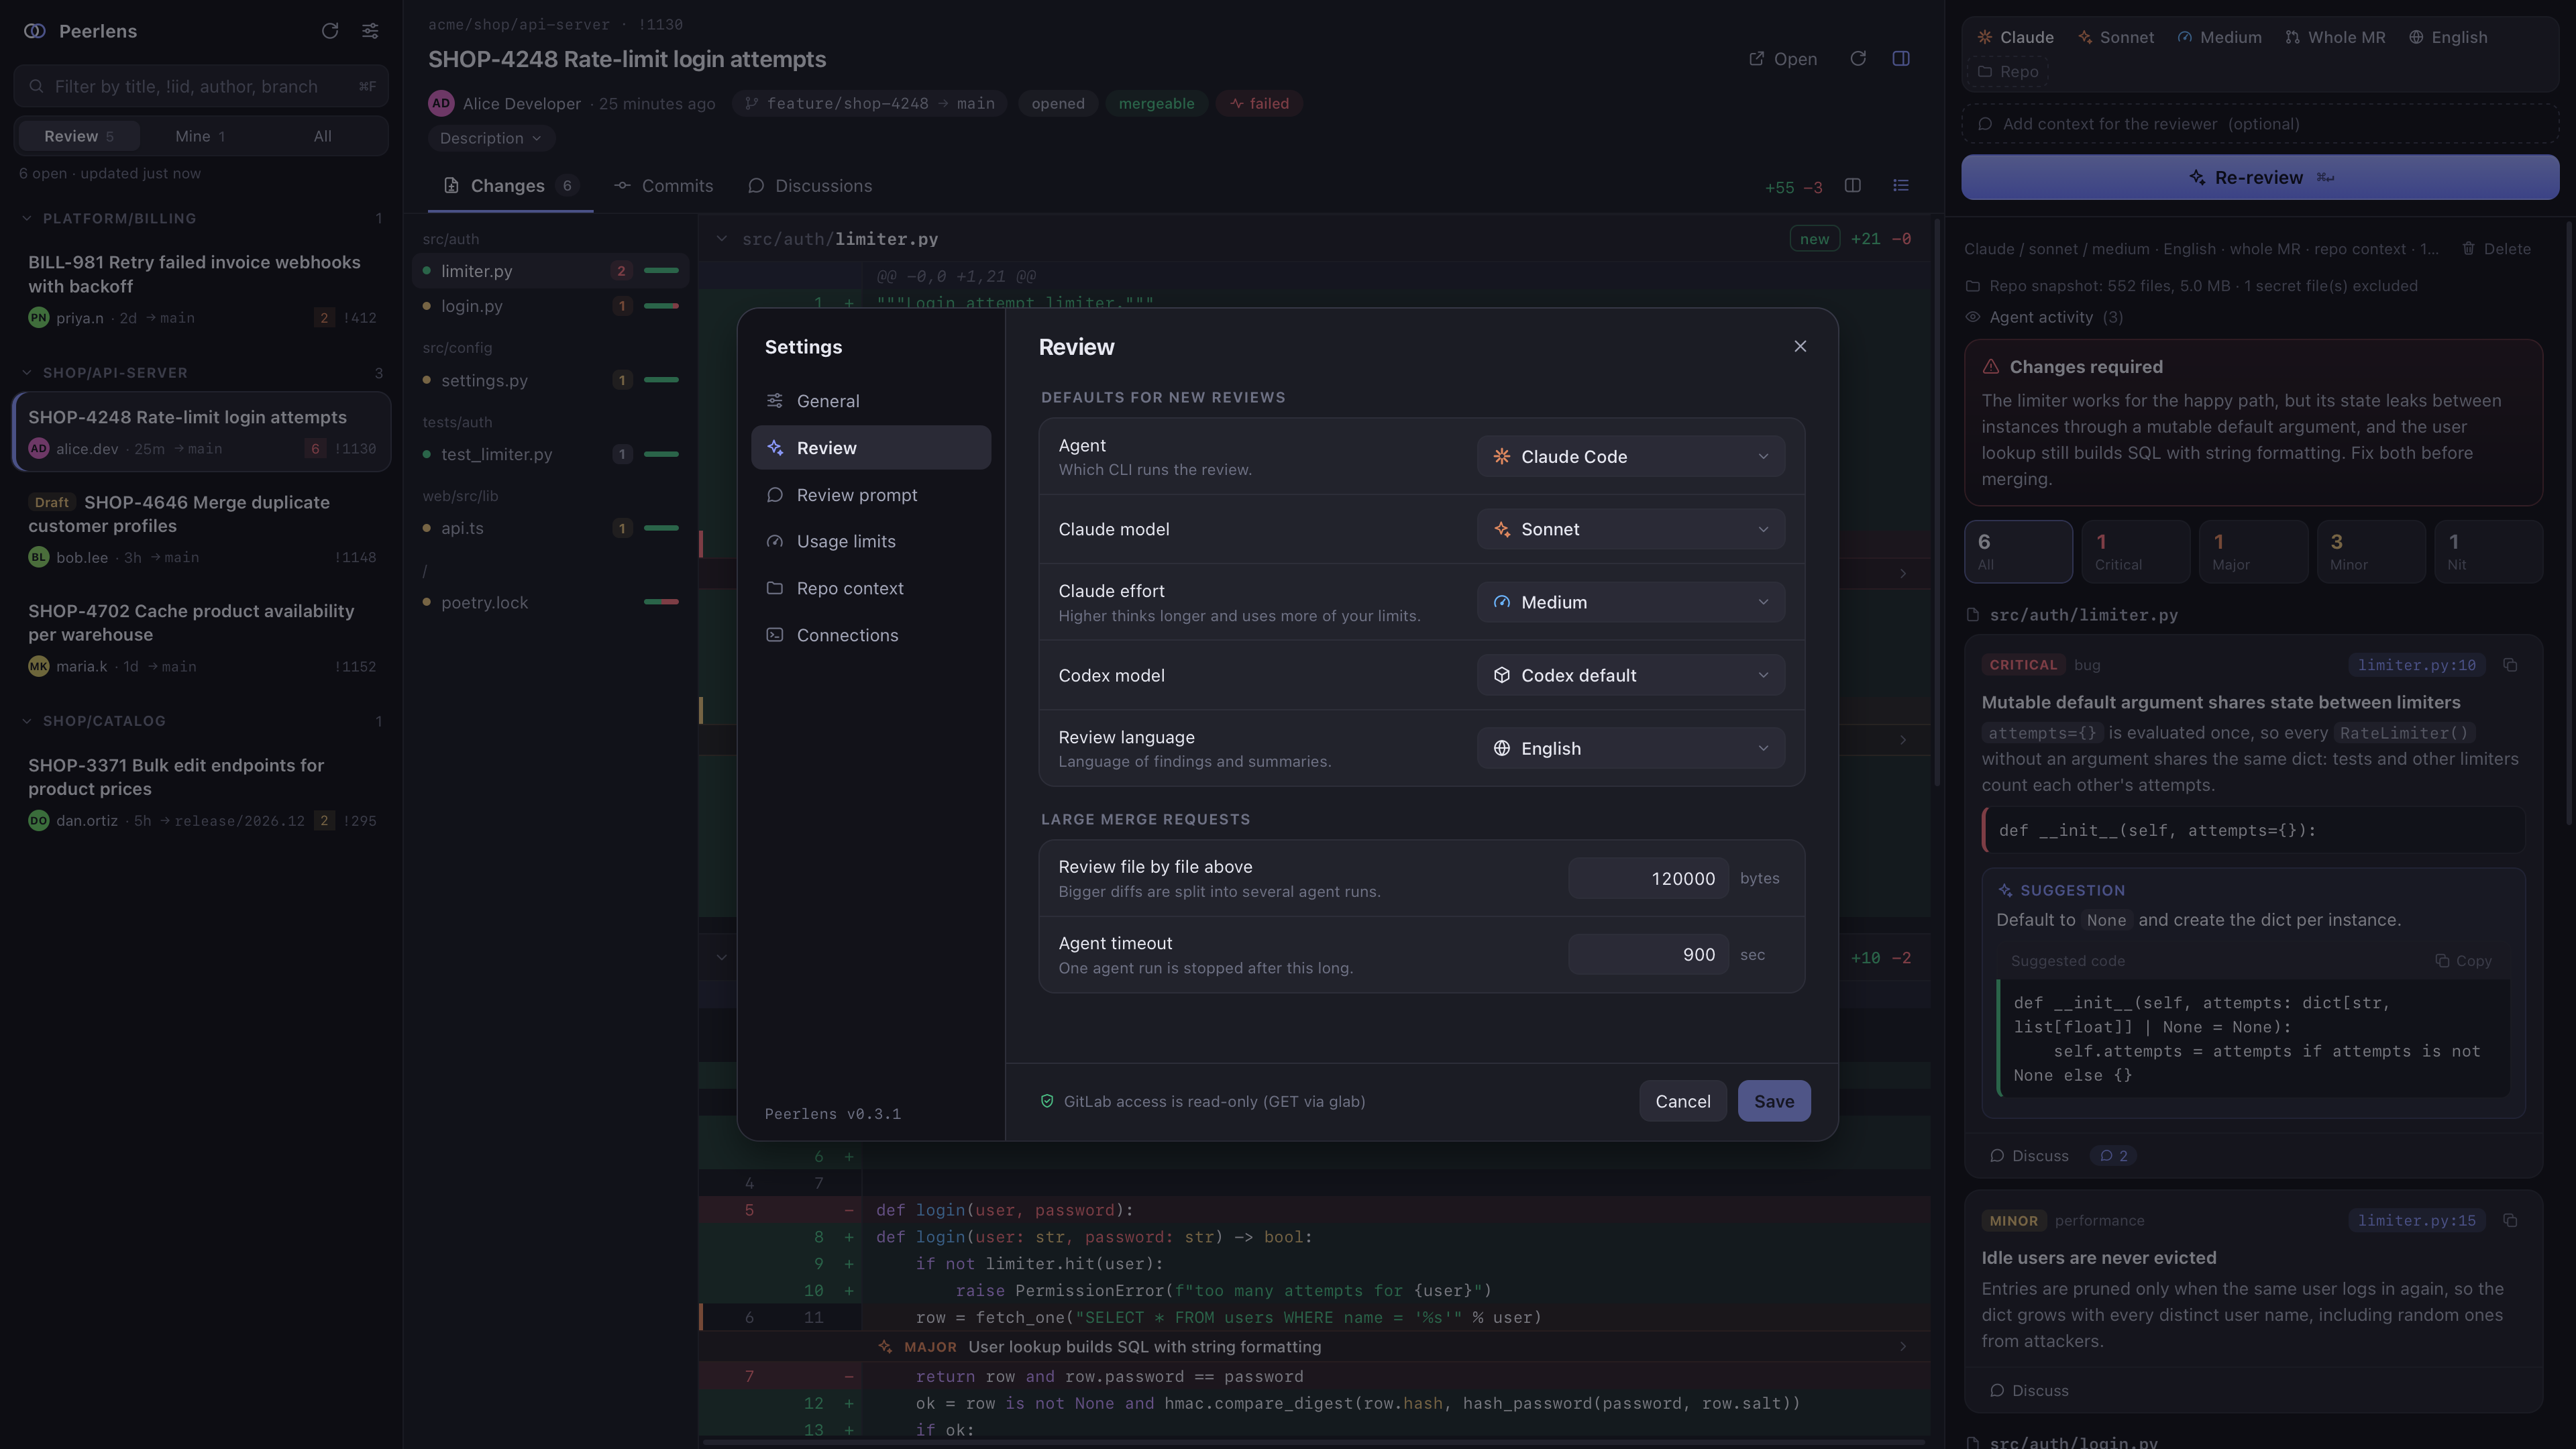 Peerlens
Filter by title, !iid, author, branch ⌘F
Review 5 Mine 1 All
6 open · updated just now
PLATFORM/BILLING 1
BILL-981 Retry failed invoice webhooks
with backoff
PN priya.n · 2d → main 2 !412
SHOP/API-SERVER 3
SHOP-4248 Rate-limit login attempts
AD alice.dev · 25m → main 6 !1130
Draft SHOP-4646 Merge duplicate
customer profiles
BL bob.lee · 3h → main !1148
SHOP-4702 Cache product availability
per warehouse
MK maria.k · 1d → main !1152
SHOP/CATALOG 1
SHOP-3371 Bulk edit endpoints for
product prices
DO dan.ortiz · 5h → release/2026.12 2 !295
acme/shop/api-server · !1130
SHOP-4248 Rate-limit login attempts
Open
AD Alice Developer · 25 minutes ago feature/shop-4248 → main opened mergeable failed
Description
Changes 6 Commits Discussions
+55 −3
src/auth
limiter.py 2
login.py 1
src/config
settings.py 1
tests/auth
test_limiter.py 1
web/src/lib
api.ts 1
/
poetry.lock
src/auth/limiter.py new +21 −0
@@ -0,0 +1,21 @@
1 + """Login attempt limiter."""
Settings
General
Review
Review prompt
Usage limits
Repo context
Connections
Peerlens v0.3.1
Review
DEFAULTS FOR NEW REVIEWS
Agent
Which CLI runs the review.
Claude Code
Claude model
Sonnet
Claude effort
Higher thinks longer and uses more of your limits.
Medium
Codex model
Codex default
Review language
Language of findings and summaries.
English
LARGE MERGE REQUESTS
Review file by file above
Bigger diffs are split into several agent runs.
120000 bytes
Agent timeout
One agent run is stopped after this long.
900 sec
GitLab access is read-only (GET via glab)
Cancel Save
+10 −2
6 +
4 7
5 − def login(user, password):
8 + def login(user: str, password: str) -> bool:
9 + if not limiter.hit(user):
10 + raise PermissionError(f"too many attempts for {user}")
6 11 row = fetch_one("SELECT * FROM users WHERE name = '%s'" % user)
MAJOR User lookup builds SQL with string formatting
7 − return row and row.password == password
12 + ok = row is not None and hmac.compare_digest(row.hash, hash_password(password, row.salt))
13 + if ok:
Claude Sonnet Medium Whole MR English
Repo
Add context for the reviewer (optional)
Re-review ⌘↵
Claude / sonnet / medium · English · whole MR · repo context · 1… Delete
Repo snapshot: 552 files, 5.0 MB · 1 secret file(s) excluded
Agent activity (3)
Changes required
The limiter works for the happy path, but its state leaks between
instances through a mutable default argument, and the user
lookup still builds SQL with string formatting. Fix both before
merging.
6 1 1 3 1
All Critical Major Minor Nit
src/auth/limiter.py
CRITICAL bug limiter.py:10
Mutable default argument shares state between limiters
attempts={} is evaluated once, so every RateLimiter()
without an argument shares the same dict: tests and other limiters
count each other's attempts.
def __init__(self, attempts={}):
SUGGESTION
Default to None and create the dict per instance.
Suggested code Copy
def __init__(self, attempts: dict[str,
list[float]] | None = None):
self.attempts = attempts if attempts is not
None else {}
Discuss 2
MINOR performance limiter.py:15
Idle users are never evicted
Entries are pruned only when the same user logs in again, so the
dict grows with every distinct user name, including random ones
from attackers.
Discuss
src/auth/login.py